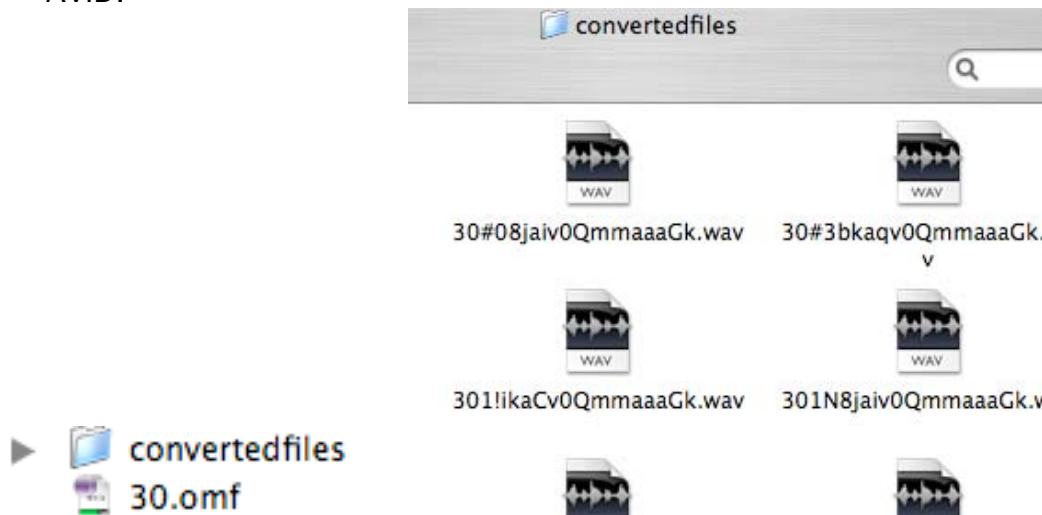 convertedfiles
WAV
WAV
30#08jaiv0QmmaaaGk.wav
30#3bkaqv0QmmaaaGk.
v
WAV
WAV
301!ikaCv0QmmaaaGk.wav
301N8jaiv0QmmaaaGk.w
convertedfiles
30.omf